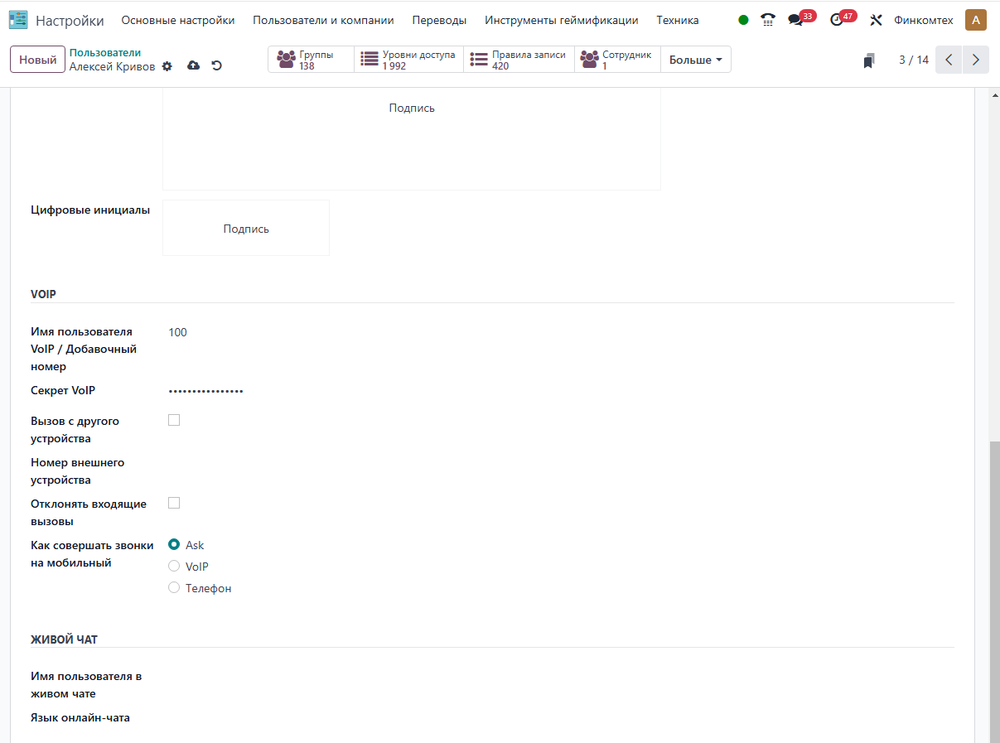 Настройки Основные настройки Пользователи и компании Переводы Инструменты геймификации Техника 33 47 Финкомтех А
Новый Пользователи Группы Уровни доступа Правила записи Сотрудник Больше 3 / 14
Алексей Кривов 138 1 992 420 1
Подпись
Цифровые инициалы
Подпись
VOIP
Имя пользователя 100
VoIP / Добавочный
номер
Секрет VoIP ••••••••••••••••
Вызов с другого
устройства
Номер внешнего
устройства
Отклонять входящие
вызовы
Как совершать звонки Ask
на мобильный VoIP
Телефон
ЖИВОЙ ЧАТ
Имя пользователя в
живом чате
Язык онлайн-чата